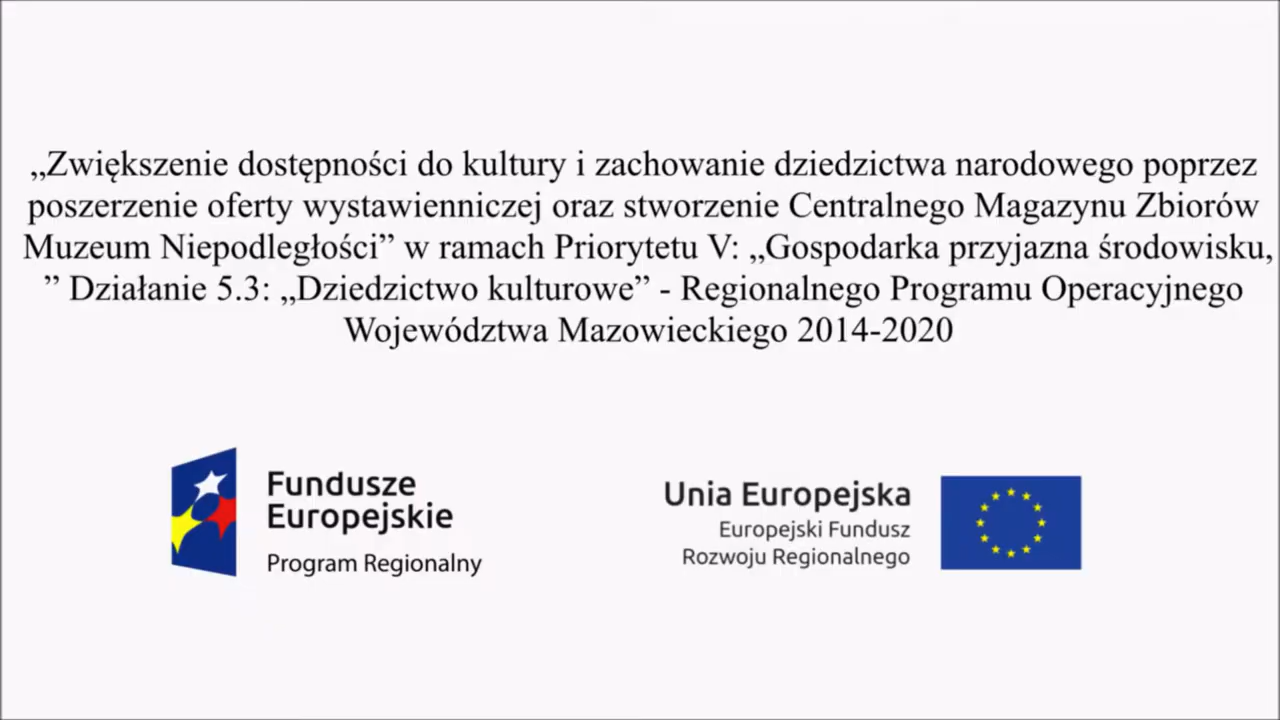 „Zwiększenie dostępności do kultury i zachowanie dziedzictwa narodowego poprzez
poszerzenie oferty wystawienniczej oraz stworzenie Centralnego Magazynu Zbiorów
Muzeum Niepodległości” w ramach Priorytetu V: „Gospodarka przyjazna środowisku,
” Działanie 5.3: „Dziedzictwo kulturowe” - Regionalnego Programu Operacyjnego
Województwa Mazowieckiego 2014-2020
Fundusze
Europejskie
Program Regionalny
Unia Europejska
Europejski Fundusz
Rozwoju Regionalnego